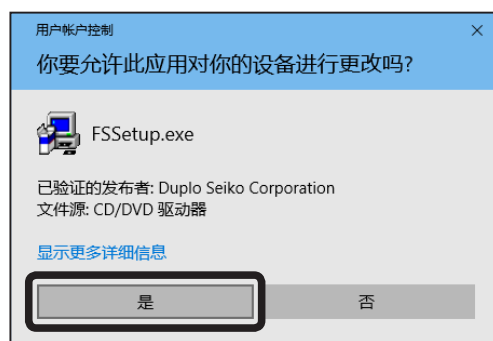 用户帐户控制
你要允许此应用对你的设备进行更改吗?
FSSetup.exe
已验证的发布者: Duplo Seiko Corporation
文件源: CD/DVD 驱动器
显示更多详细信息
是
否